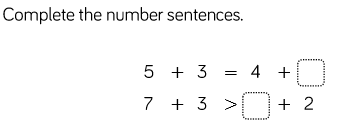 Complete the number sentences.
5 + 3 = 4 + 
7 + 3 > + 2